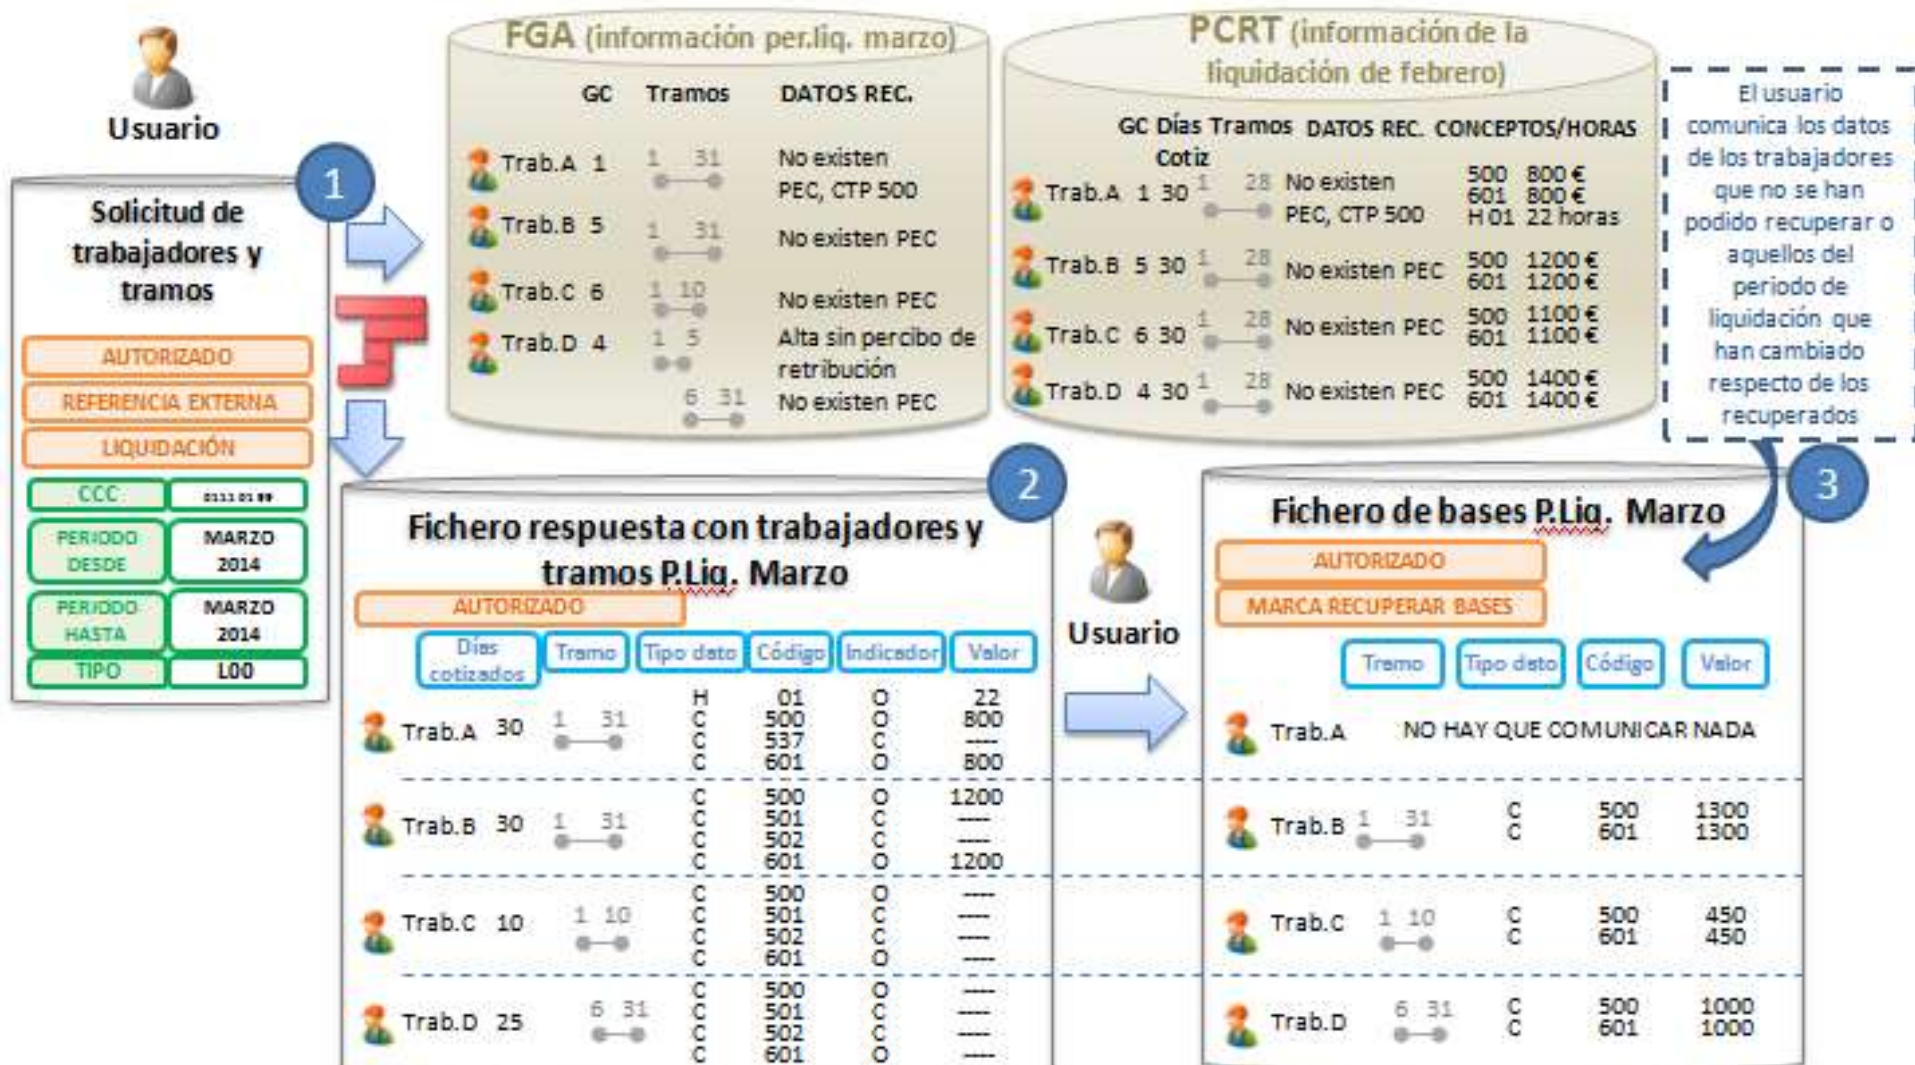 Usuario
1
Solicitud de
trabajadores y
tramos
AUTORIZADO
REFERENCIA EXTERNA
LIQUIDACIÓN
CCC 0111 01 99
PERIODO DESDE MARZO 2014
PERIODO HASTA MARZO 2014
TIPO L00
FGA (información per.liq. marzo)
GC Tramos DATOS REC.
Trab.A 1 1 31 No existen
PEC, CTP 500
Trab.B 5 1 31 No existen PEC
Trab.C 6 1 10 No existen PEC
Trab.D 4 1 5 Alta sin percibo de
retribución
6 31 No existen PEC
PCRT (información de la
liquidación de febrero)
GC Días Tramos DATOS REC. CONCEPTOS/HORAS
Cotiz
Trab.A 1 30 1 28 No existen 500 800 €
601 800 €
PEC, CTP 500 H 01 22 horas
Trab.B 5 30 1 28 No existen PEC 500 1200 €
601 1200 €
Trab.C 6 30 1 28 No existen PEC 500 1100 €
601 1100 €
Trab.D 4 30 1 28 No existen PEC 500 1400 €
601 1400 €
El usuario
comunica los datos
de los trabajadores
que no se han
podido recuperar o
aquellos del
periodo de
liquidación que
han cambiado
respecto de los
recuperados
2
Fichero respuesta con trabajadores y
tramos P.Liq. Marzo
AUTORIZADO
Días cotizados Tramo Tipo dato Código Indicador Valor
H 01 O 22
Trab.A 30 1 31 C 500 O 800
C 537 C ----
C 601 O 800
C 500 O 1200
Trab.B 30 1 31 C 501 C ----
C 502 C ----
C 601 O 1200
C 500 O ----
Trab.C 10 1 10 C 501 C ----
C 502 C ----
C 601 O ----
C 500 O ----
Trab.D 25 6 31 C 501 C ----
C 502 C ----
C 601 O ----
Usuario
3
Fichero de bases P.Liq. Marzo
AUTORIZADO
MARCA RECUPERAR BASES
Tramo Tipo dato Código Valor
Trab.A NO HAY QUE COMUNICAR NADA
Trab.B 1 31 C 500 1300
C 601 1300
Trab.C 1 10 C 500 450
C 601 450
Trab.D 6 31 C 500 1000
C 601 1000